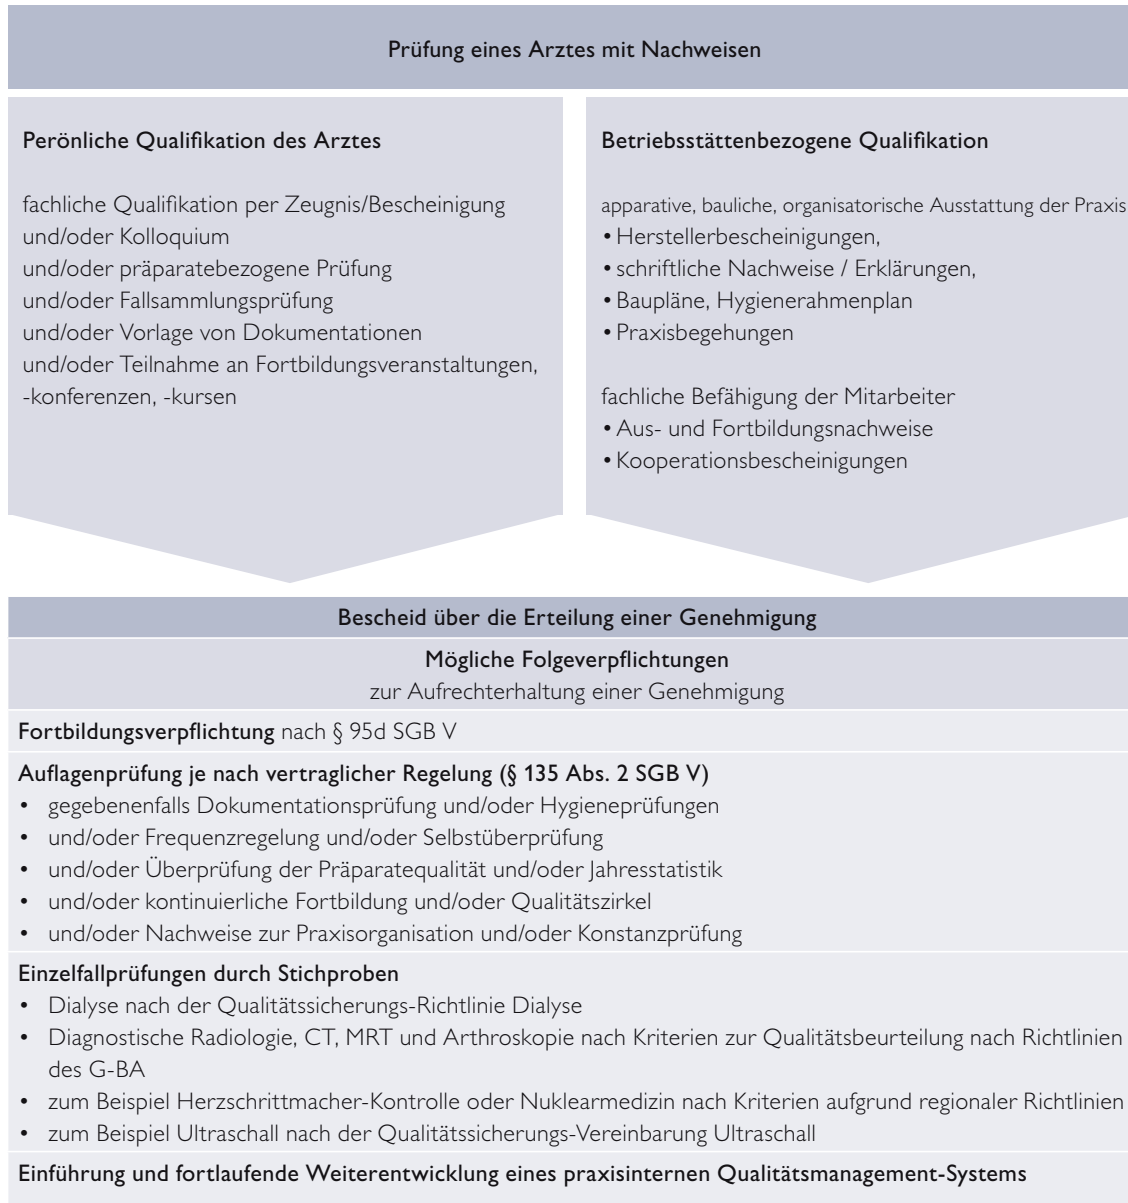 Prüfung eines Arztes mit Nachweisen
Perönliche Qualifikation des Arztes
fachliche Qualifikation per Zeugnis/Bescheinigung
und/oder Kolloquium
und/oder präparatebezogene Prüfung
und/oder Fallsammlungsprüfung
und/oder Vorlage von Dokumentationen
und/oder Teilnahme an Fortbildungsveranstaltungen,
-konferenzen, -kursen
Betriebsstättenbezogene Qualifikation
apparative, bauliche, organisatorische Ausstattung der Praxis
• Herstellerbescheinigungen,
• schriftliche Nachweise / Erklärungen,
• Baupläne, Hygienerahmenplan
• Praxisbegehungen
fachliche Befähigung der Mitarbeiter
• Aus- und Fortbildungsnachweise
• Kooperationsbescheinigungen
Bescheid über die Erteilung einer Genehmigung
Mögliche Folgeverpflichtungen
zur Aufrechterhaltung einer Genehmigung
Fortbildungsverpflichtung nach § 95d SGB V
Auflagenprüfung je nach vertraglicher Regelung (§ 135 Abs. 2 SGB V)
• gegebenenfalls Dokumentationsprüfung und/oder Hygieneprüfungen
• und/oder Frequenzregelung und/oder Selbstüberprüfung
• und/oder Überprüfung der Präparatequalität und/oder Jahresstatistik
• und/oder kontinuierliche Fortbildung und/oder Qualitätszirkel
• und/oder Nachweise zur Praxisorganisation und/oder Konstanzprüfung
Einzelfallprüfungen durch Stichproben
• Dialyse nach der Qualitätssicherungs-Richtlinie Dialyse
• Diagnostische Radiologie, CT, MRT und Arthroskopie nach Kriterien zur Qualitätsbeurteilung nach Richtlinien
des G-BA
• zum Beispiel Herzschrittmacher-Kontrolle oder Nuklearmedizin nach Kriterien aufgrund regionaler Richtlinien
• zum Beispiel Ultraschall nach der Qualitätssicherungs-Vereinbarung Ultraschall
Einführung und fortlaufende Weiterentwicklung eines praxisinternen Qualitätsmanagement-Systems